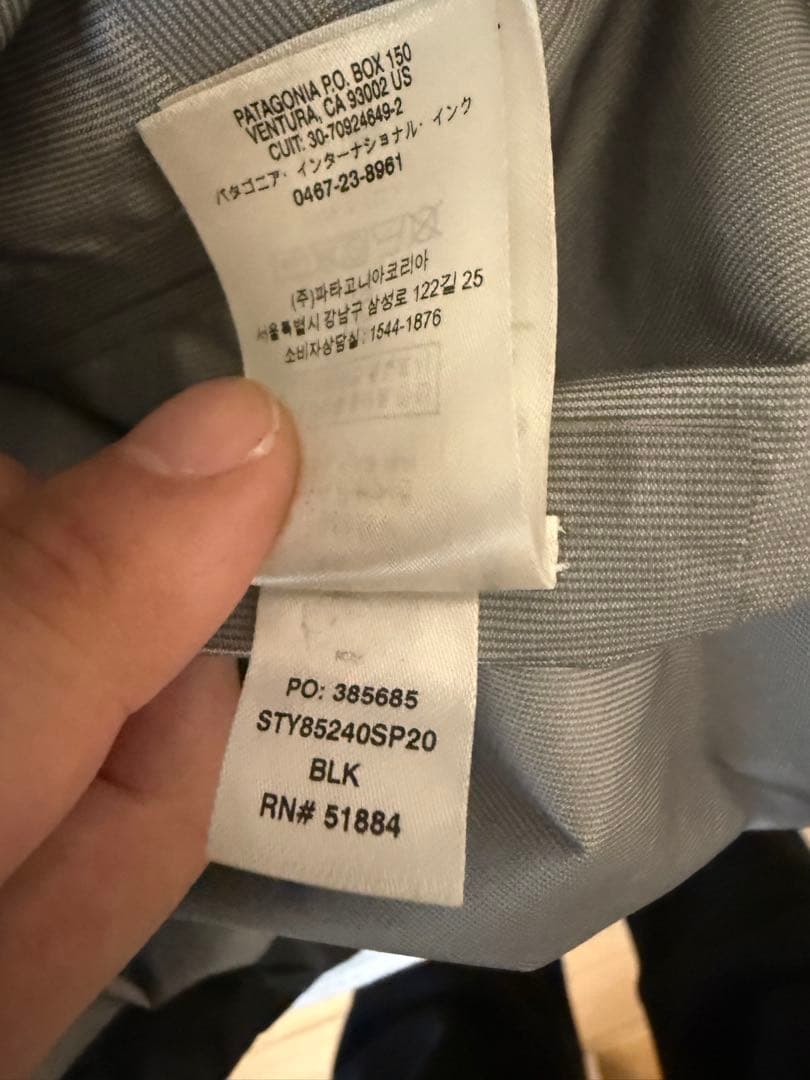 PATAGONIA P.O. BOX 150
VENTURA, CA 93002 US
CUIT: 30-70924649-2
パタゴニア・インターナショナル・インク
0467-23-8961
(주)파타고니아코리아
서울특별시 강남구 삼성로 122길 25
소비자상담실: 1544-1876
PO: 385685
STY85240SP20
BLK
RN# 51884